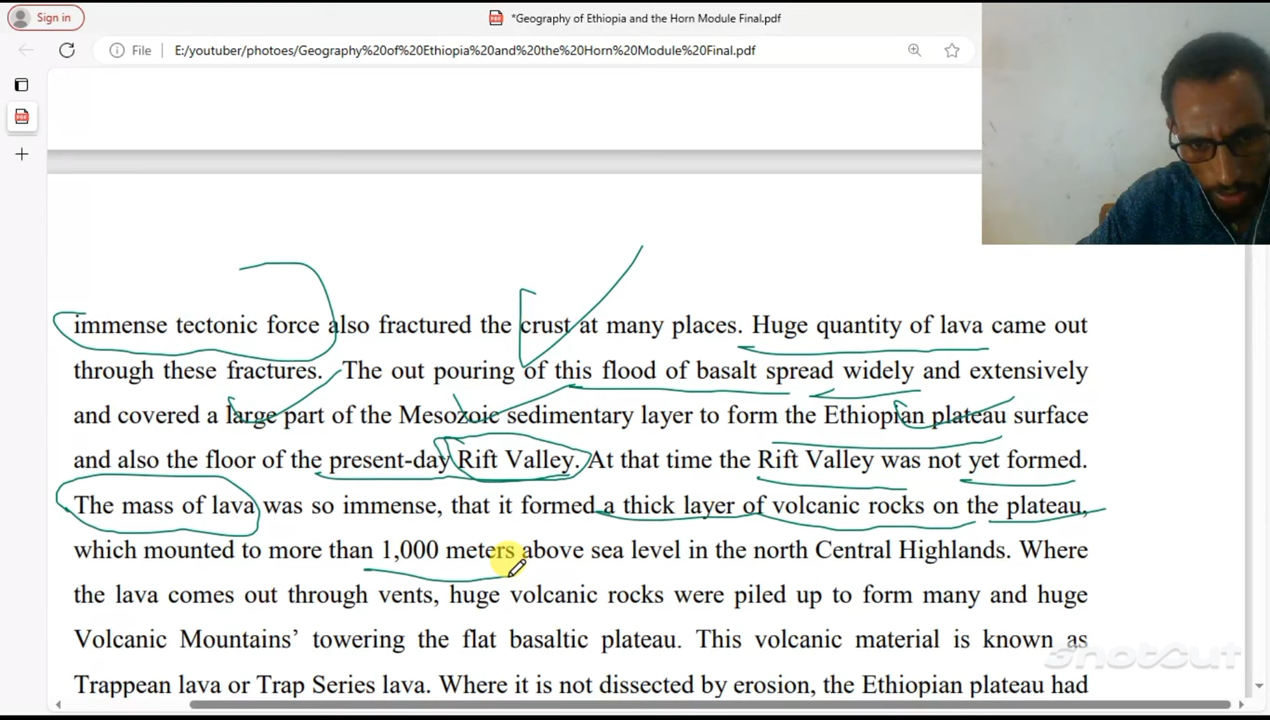 Sign in
*Geography of Ethiopia and the Horn Module Final.pdf
File
E:/youtuber/photoes/Geography%20of%20Ethiopia%20and%20the%20Horn%20Module%20Final.pdf
immense tectonic force also fractured the crust at many places. Huge quantity of lava came out
through these fractures. The out pouring of this flood of basalt spread widely and extensively
and covered a large part of the Mesozoic sedimentary layer to form the Ethiopian plateau surface
and also the floor of the present-day Rift Valley. At that time the Rift Valley was not yet formed.
The mass of lava was so immense, that it formed a thick layer of volcanic rocks on the plateau,
which mounted to more than 1,000 meters above sea level in the north Central Highlands. Where
the lava comes out through vents, huge volcanic rocks were piled up to form many and huge
Volcanic Mountains’ towering the flat basaltic plateau. This volcanic material is known as
shotcut
Trappean lava or Trap Series lava. Where it is not dissected by erosion, the Ethiopian plateau had